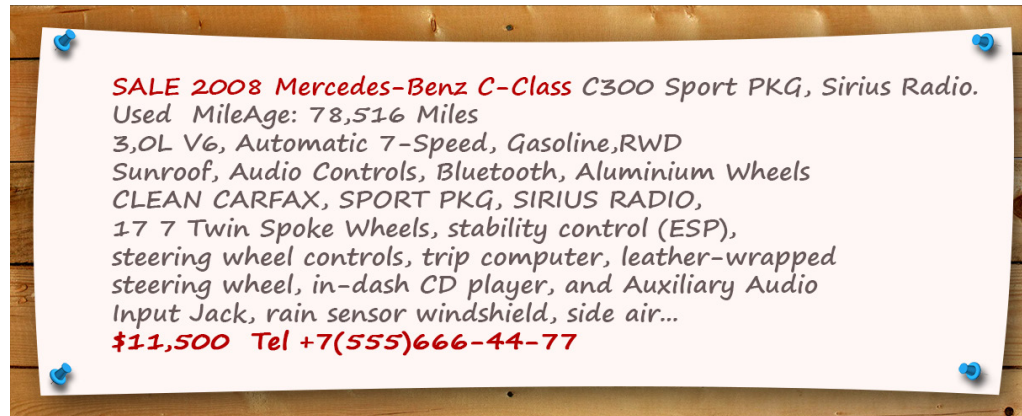 SALE 2008 Mercedes-Benz C-Class C300 Sport PKG, Sirius Radio.
Used MileAge: 78,516 Miles
3,0L V6, Automatic 7-Speed, Gasoline,RWD
Sunroof, Audio Controls, Bluetooth, Aluminium Wheels
CLEAN CARFAX, SPORT PKG, SIRIUS RADIO,
17 7 Twin Spoke Wheels, stability control (ESP),
steering wheel controls, trip computer, leather-wrapped
steering wheel, in-dash CD player, and Auxiliary Audio
Input Jack, rain sensor windshield, side air...
$11,500 Tel +7(555)666-44-77